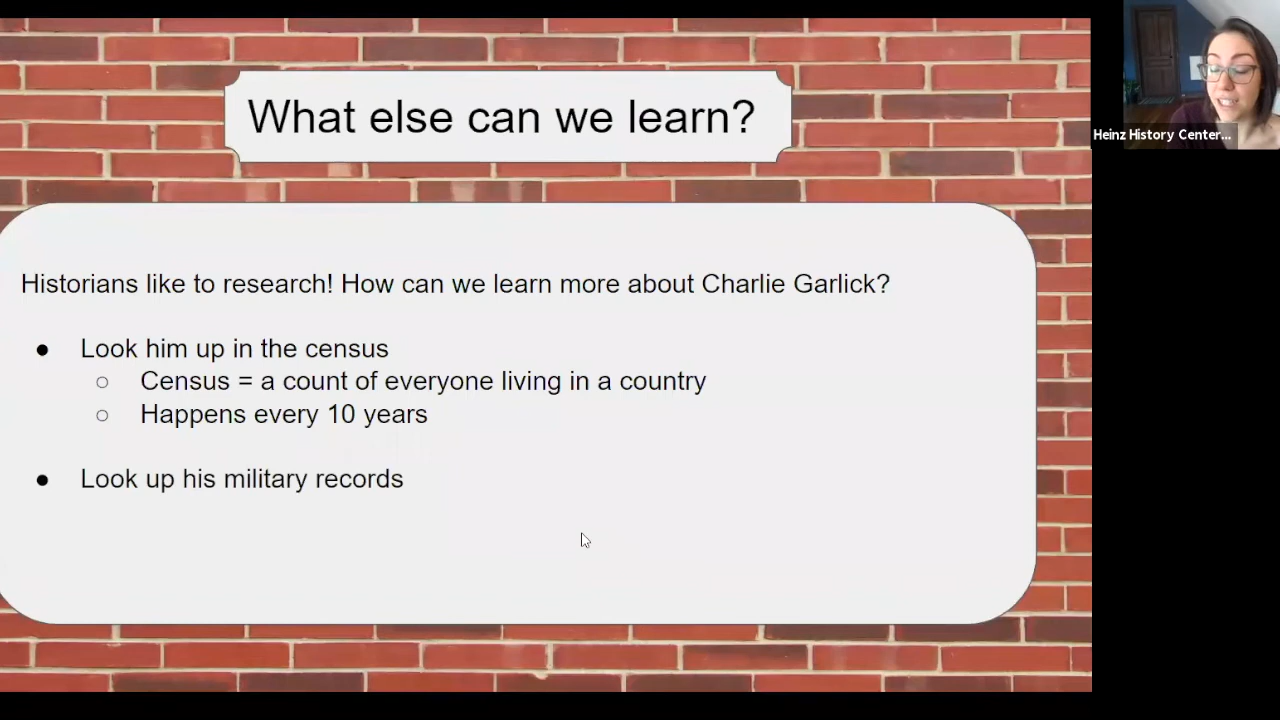 What else can we learn?
Heinz History Center...
Historians like to research! How can we learn more about Charlie Garlick?
● Look him up in the census
○ Census = a count of everyone living in a country
○ Happens every 10 years
● Look up his military records